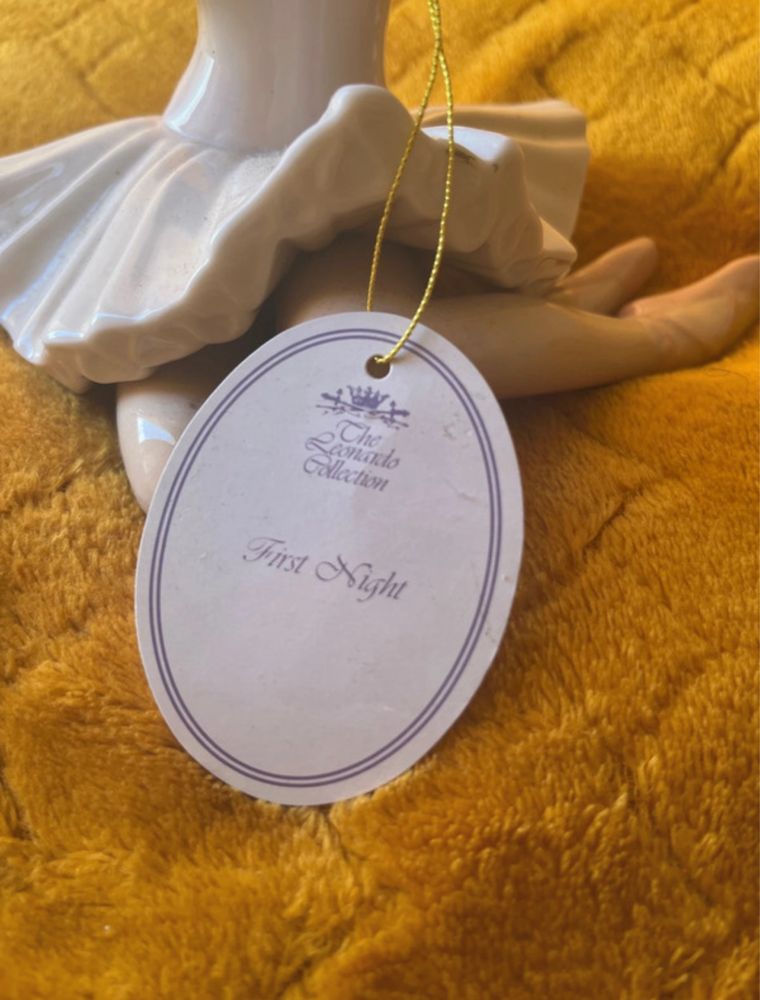 The
Leonardo
Collection
First Night